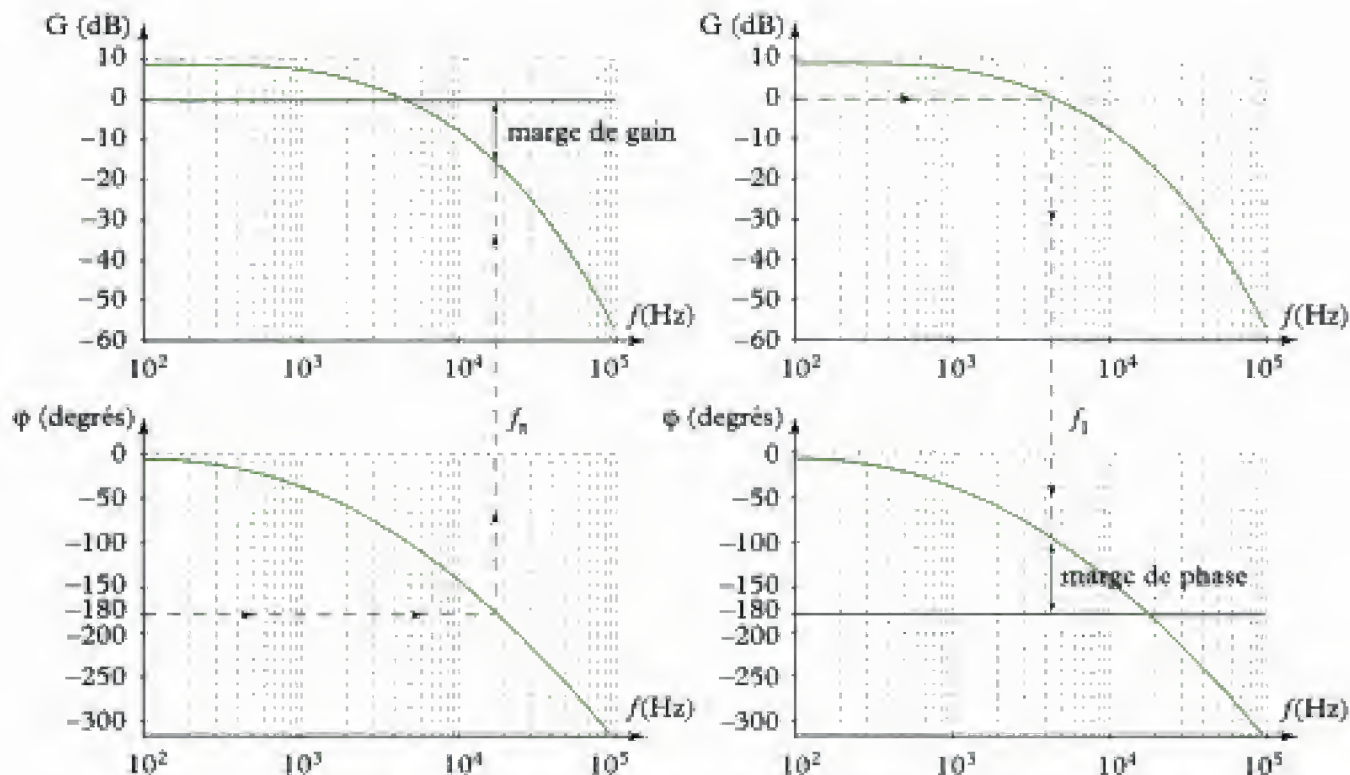 G (dB)
10
0
−10
−20
−30
−40
−50
−60
marge de gain
f(Hz)
10² 10³ 10⁴ 10⁵
G (dB)
10
0
−10
−20
−30
−40
−50
−60
f(Hz)
10² 10³ 10⁴ 10⁵
φ (degrés)
0
−50
−100
−150
−180
−200
−250
−300
fπ
f(Hz)
10² 10³ 10⁴ 10⁵
φ (degrés)
0
−50
−100
−150
−180
−200
−250
−300
f₁
marge de phase
f(Hz)
10² 10³ 10⁴ 10⁵